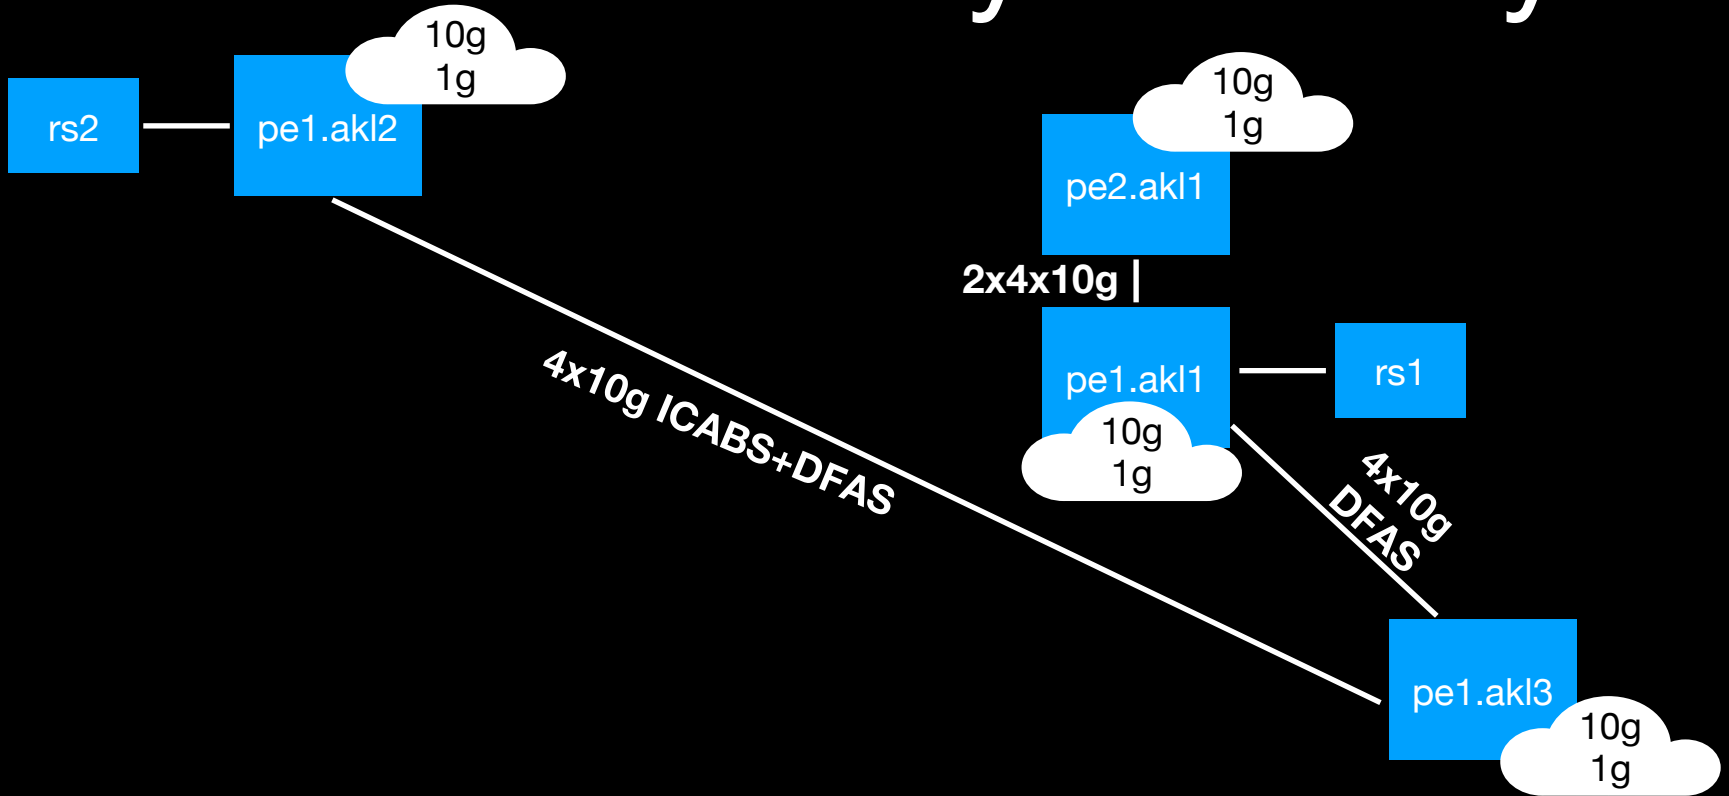 10g
1g
rs2
pe1.akl2
10g
1g
pe2.akl1
2x4x10g
pe1.akl1
10g
1g
rs1
4x10g ICABS+DFAS
4x10g
DFAS
pe1.akl3
10g
1g